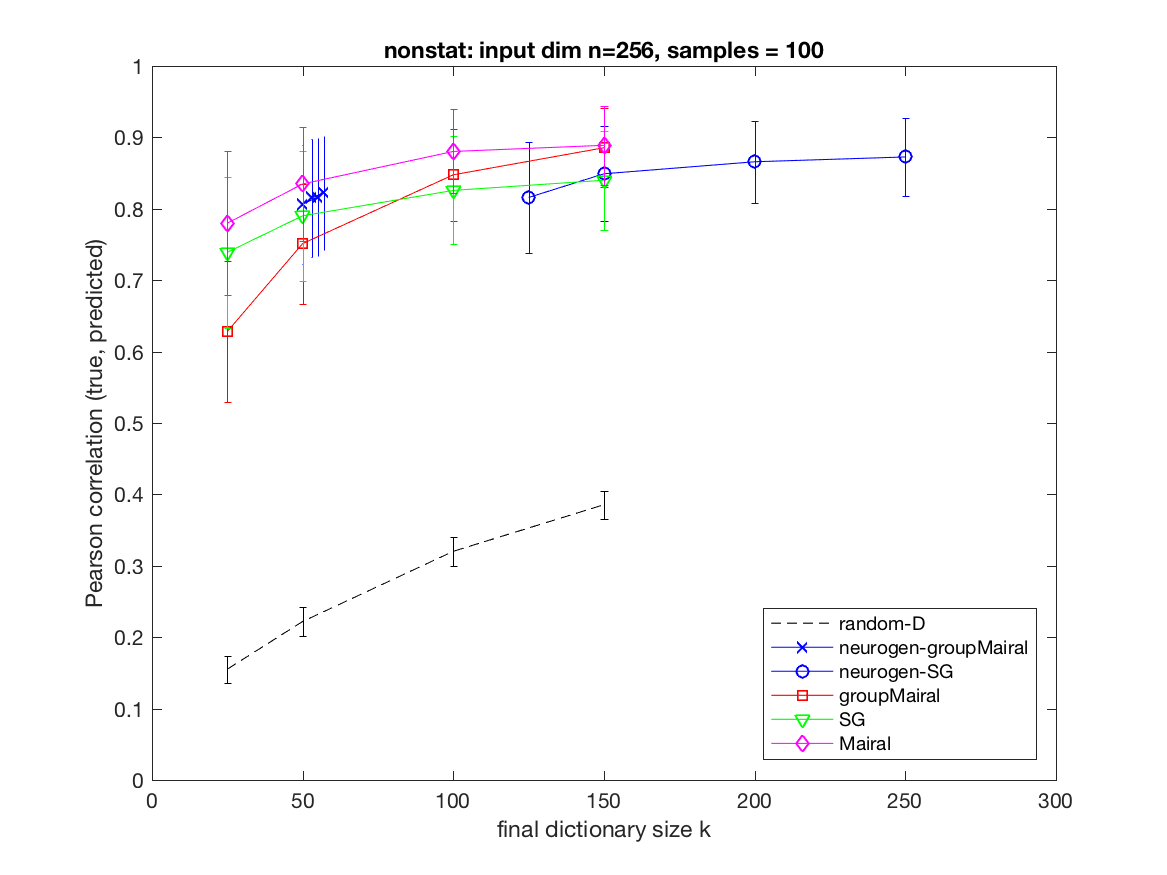 nonstat: input dim n=256, samples = 100
Pearson correlation (true, predicted)
1
0.9
0.8
0.7
0.6
0.5
0.4
0.3
0.2
0.1
0
0 50 100 150 200 250 300
final dictionary size k
random-D
neurogen-groupMairal
neurogen-SG
groupMairal
SG
Mairal